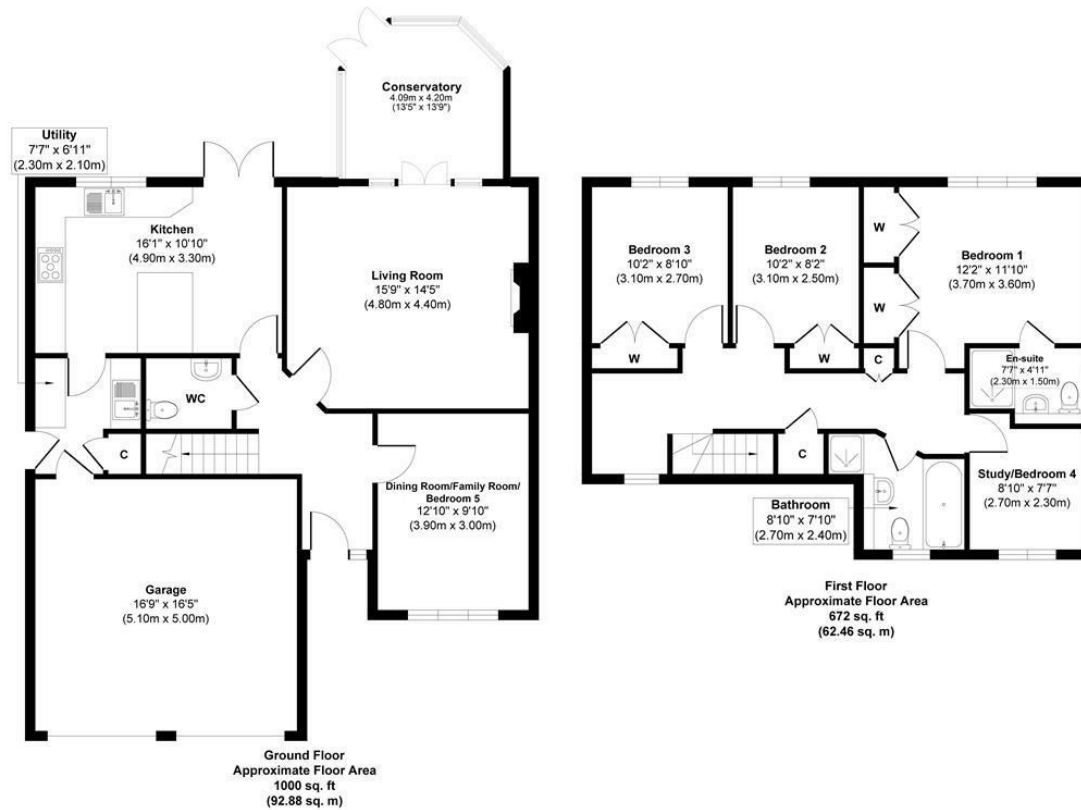 Conservatory
4.09m x 4.20m
(13'5" x 13'9")
Utility
7'7" x 6'11"
(2.30m x 2.10m)
Kitchen
16'1" x 10'10"
(4.90m x 3.30m)
Living Room
15'9" x 14'5"
(4.80m x 4.40m)
WC
C
Dining Room/Family Room/
Bedroom 5
12'10" x 9'10"
(3.90m x 3.00m)
Garage
16'9" x 16'5"
(5.10m x 5.00m)
Ground Floor
Approximate Floor Area
1000 sq. ft
(92.88 sq. m)
Bedroom 3
10'2" x 8'10"
(3.10m x 2.70m)
W
Bedroom 2
10'2" x 8'2"
(3.10m x 2.50m)
W
W
W
Bedroom 1
12'2" x 11'10"
(3.70m x 3.60m)
C
En-suite
7'7" x 4'11"
(2.30m x 1.50m)
C
Study/Bedroom 4
8'10" x 7'7"
(2.70m x 2.30m)
Bathroom
8'10" x 7'10"
(2.70m x 2.40m)
First Floor
Approximate Floor Area
672 sq. ft
(62.46 sq. m)